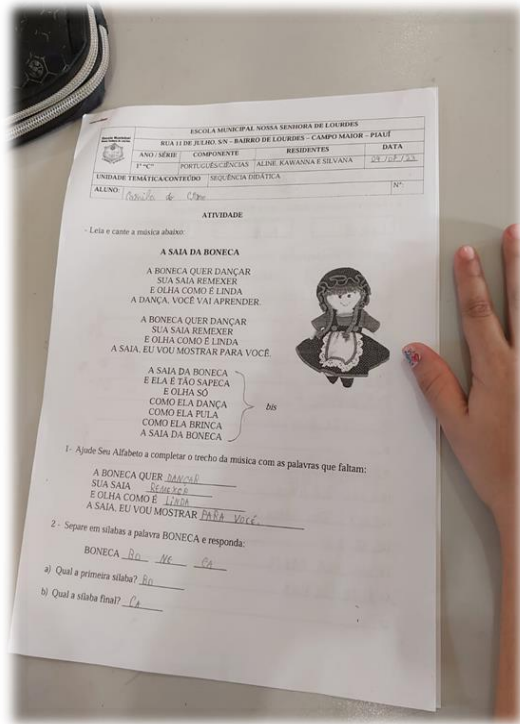 ESCOLA MUNICIPAL NOSSA SENHORA DE LOURDES
RUA 11 DE JULHO, S/N – BAIRRO DE LOURDES – CAMPO MAIOR – PIAUÍ
ANO / SÉRIE COMPONENTE RESIDENTES DATA
1º "C" PORTUGUÊS/CIÊNCIAS ALINE, KAWANNA E SILVANA
UNIDADE TEMÁTICA/CONTEÚDO SEQUÊNCIA DIDÁTICA
ALUNO: Nº:
ATIVIDADE
- Leia e cante a música abaixo:
A SAIA DA BONECA
A BONECA QUER DANÇAR
SUA SAIA REMEXER
E OLHA COMO É LINDA
A DANÇA, VOCÊ VAI APRENDER.
A BONECA QUER DANÇAR
SUA SAIA REMEXER
E OLHA COMO É LINDA
A SAIA, EU VOU MOSTRAR PARA VOCÊ.
A SAIA DA BONECA
E ELA É TÃO SAPECA
E OLHA SÓ
COMO ELA DANÇA
COMO ELA PULA
COMO ELA BRINCA
A SAIA DA BONECA
bis
1- Ajude Seu Alfabeto a completar o trecho da música com as palavras que faltam:
A BONECA QUER DANÇAR
SUA SAIA REMEXER
E OLHA COMO É LINDA
A SAIA, EU VOU MOSTRAR PARA VOCÊ.
2 - Separe em sílabas a palavra BONECA e responda:
BONECA BO NE CA
a) Qual a primeira sílaba? BO
b) Qual a sílaba final? CA